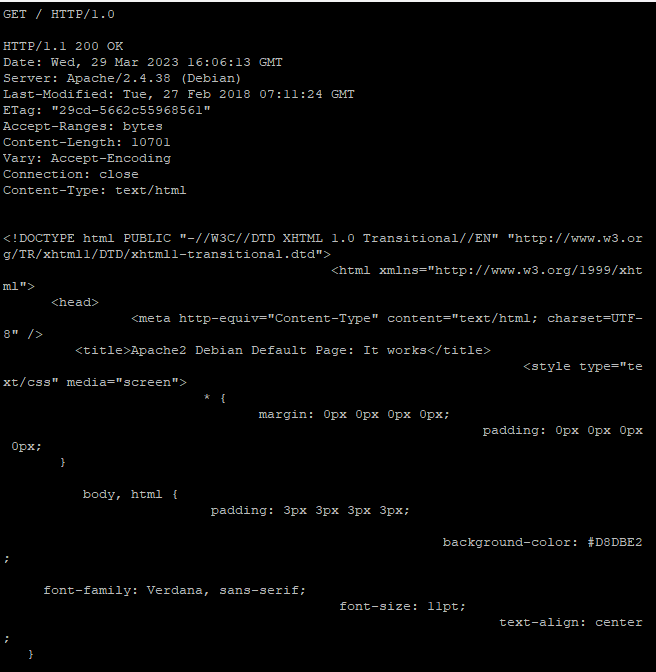 GET / HTTP/1.0
HTTP/1.1 200 OK
Date: Wed, 29 Mar 2023 16:06:13 GMT
Server: Apache/2.4.38 (Debian)
Last-Modified: Tue, 27 Feb 2018 07:11:24 GMT
ETag: "29cd-5662c55968561"
Accept-Ranges: bytes
Content-Length: 10701
Vary: Accept-Encoding
Connection: close
Content-Type: text/html
<!DOCTYPE html PUBLIC "-//W3C//DTD XHTML 1.0 Transitional//EN" "http://www.w3.or
g/TR/xhtml1/DTD/xhtml1-transitional.dtd">
<html xmlns="http://www.w3.org/1999/xht
ml">
<head>
<meta http-equiv="Content-Type" content="text/html; charset=UTF-
8" />
<title>Apache2 Debian Default Page: It works</title>
<style type="te
xt/css" media="screen">
* {
margin: 0px 0px 0px 0px;
padding: 0px 0px 0px
0px;
}
body, html {
padding: 3px 3px 3px 3px;
background-color: #D8DBE2
;
font-family: Verdana, sans-serif;
font-size: 11pt;
text-align: center
;
}